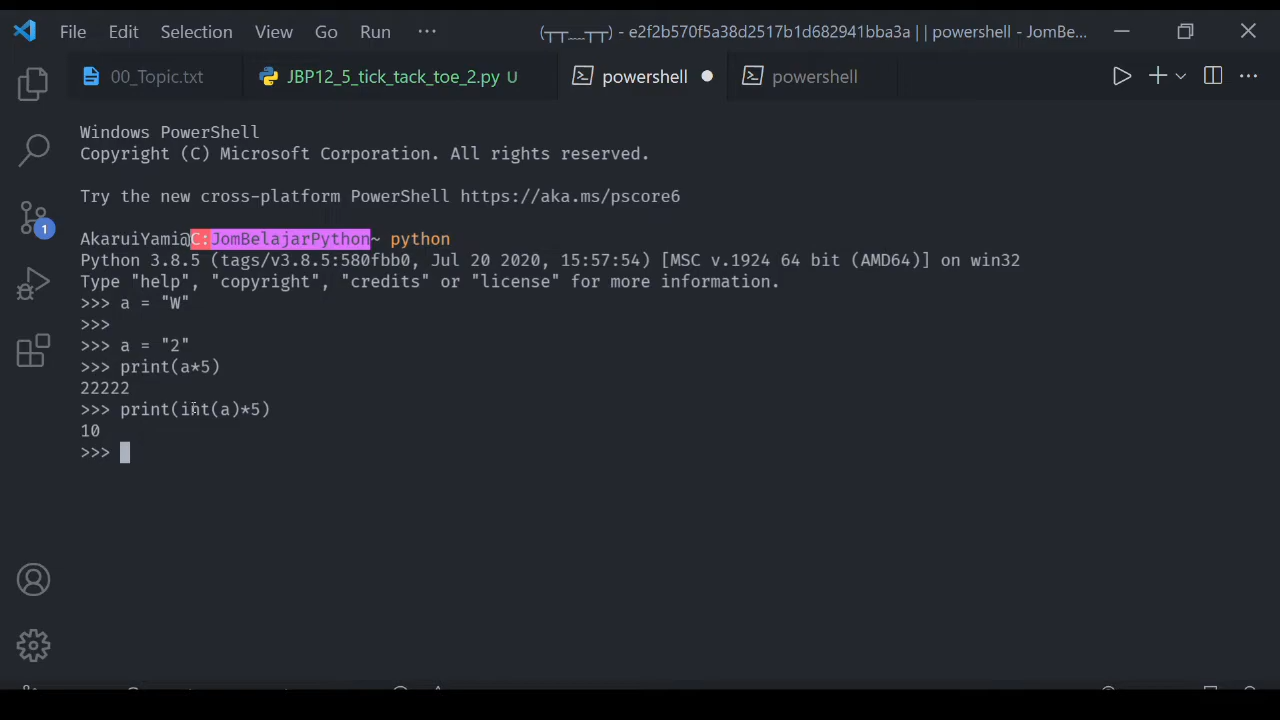 File Edit Selection View Go Run ··· (┬┬﹏┬┬) - e2f2b570f5a38d2517b1d682941bba3a | | powershell - JomBe...
00_Topic.txt JBP12_5_tick_tack_toe_2.py U powershell powershell
Windows PowerShell
Copyright (C) Microsoft Corporation. All rights reserved.
Try the new cross-platform PowerShell https://aka.ms/pscore6
1
AkaruiYami@C:JomBelajarPython~ python
Python 3.8.5 (tags/v3.8.5:580fbb0, Jul 20 2020, 15:57:54) [MSC v.1924 64 bit (AMD64)] on win32
Type "help", "copyright", "credits" or "license" for more information.
>>> a = "W"
>>>
>>> a = "2"
>>> print(a*5)
22222
>>> print(int(a)*5)
10
>>>